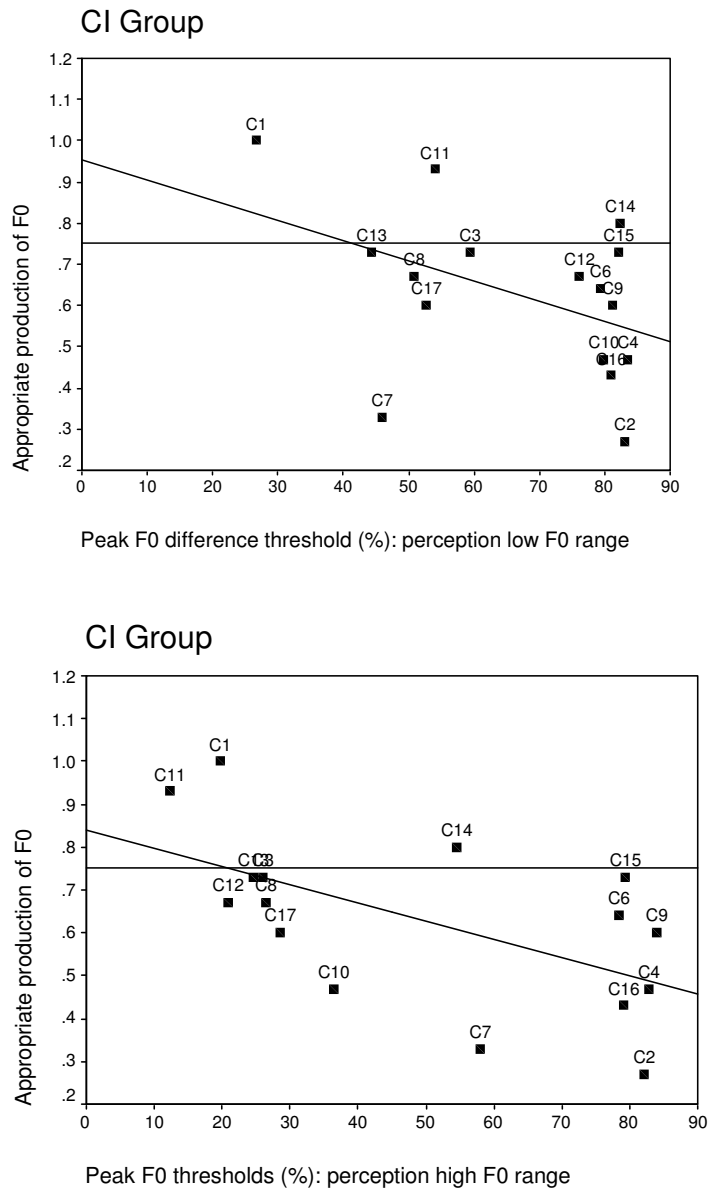 CI Group
1.2
1.1
1.0
.9
.8
.7
.6
.5
.4
.3
.2
Appropriate production of F0
C1
C11
C14
C13
C3
C15
C8
C12
C6
C17
C9
C10
C4
C16
C7
C2
0
10
20
30
40
50
60
70
80
90
Peak F0 difference threshold (%): perception low F0 range
CI Group
1.2
1.1
1.0
.9
.8
.7
.6
.5
.4
.3
.2
Appropriate production of F0
C1
C11
C14
C13
C3
C15
C12
C8
C6
C17
C9
C10
C4
C16
C7
C2
0
10
20
30
40
50
60
70
80
90
Peak F0 thresholds (%): perception high F0 range